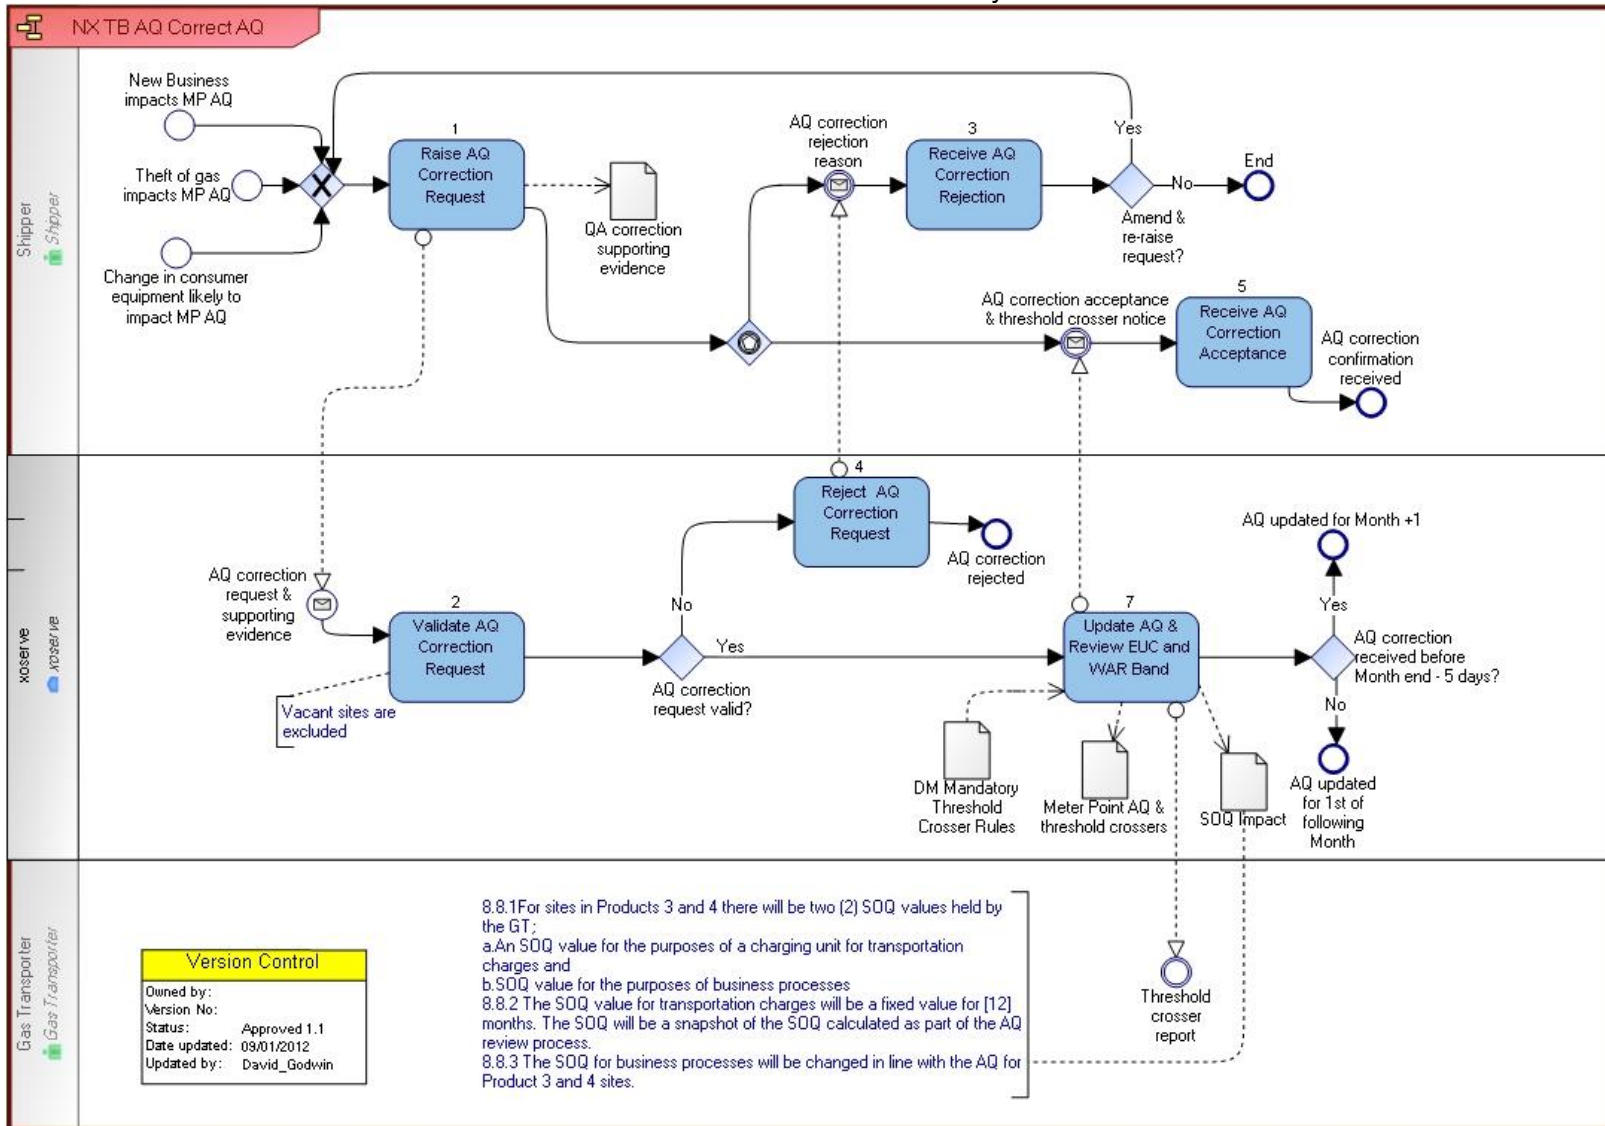 NX TB AQ Correct AQ
Shipper
Shipper
New Business
impacts MP AQ
Theft of gas
impacts MP AQ
Change in consumer
equipment likely to
impact MP AQ
1
Raise AQ
Correction
Request
QA correction
supporting
evidence
AQ correction
rejection
reason
3
Receive AQ
Correction
Rejection
Yes
No
End
Amend &
re-raise
request?
AQ correction acceptance
& threshold crosser notice
5
Receive AQ
Correction
Acceptance
AQ correction
confirmation
received
xoserve
xoserve
AQ correction
request &
supporting
evidence
2
Validate AQ
Correction
Request
Vacant sites are
excluded
No
Yes
AQ correction
request valid?
4
Reject AQ
Correction
Request
AQ correction
rejected
7
Update AQ &
Review EUC and
WAR Band
DM Mandatory
Threshold
Crosser Rules
Meter Point AQ &
threshold crossers
SOQ Impact
AQ updated for Month +1
Yes
AQ correction
received before
Month end - 5 days?
No
AQ updated
for 1st of
following
Month
Gas Transporter
Gas Transporter
Version Control
Owned by:
Version No:
Status: Approved 1.1
Date updated: 09/01/2012
Updated by: David_Godwin
8.8.1For sites in Products 3 and 4 there will be two (2) SOQ values held by
the GT;
a.An SOQ value for the purposes of a charging unit for transportation
charges and
b.SOQ value for the purposes of business processes
8.8.2 The SOQ value for transportation charges will be a fixed value for [12]
months. The SOQ will be a snapshot of the SOQ calculated as part of the AQ
review process.
8.8.3 The SOQ for business processes will be changed in line with the AQ for
Product 3 and 4 sites.
Threshold
crosser
report